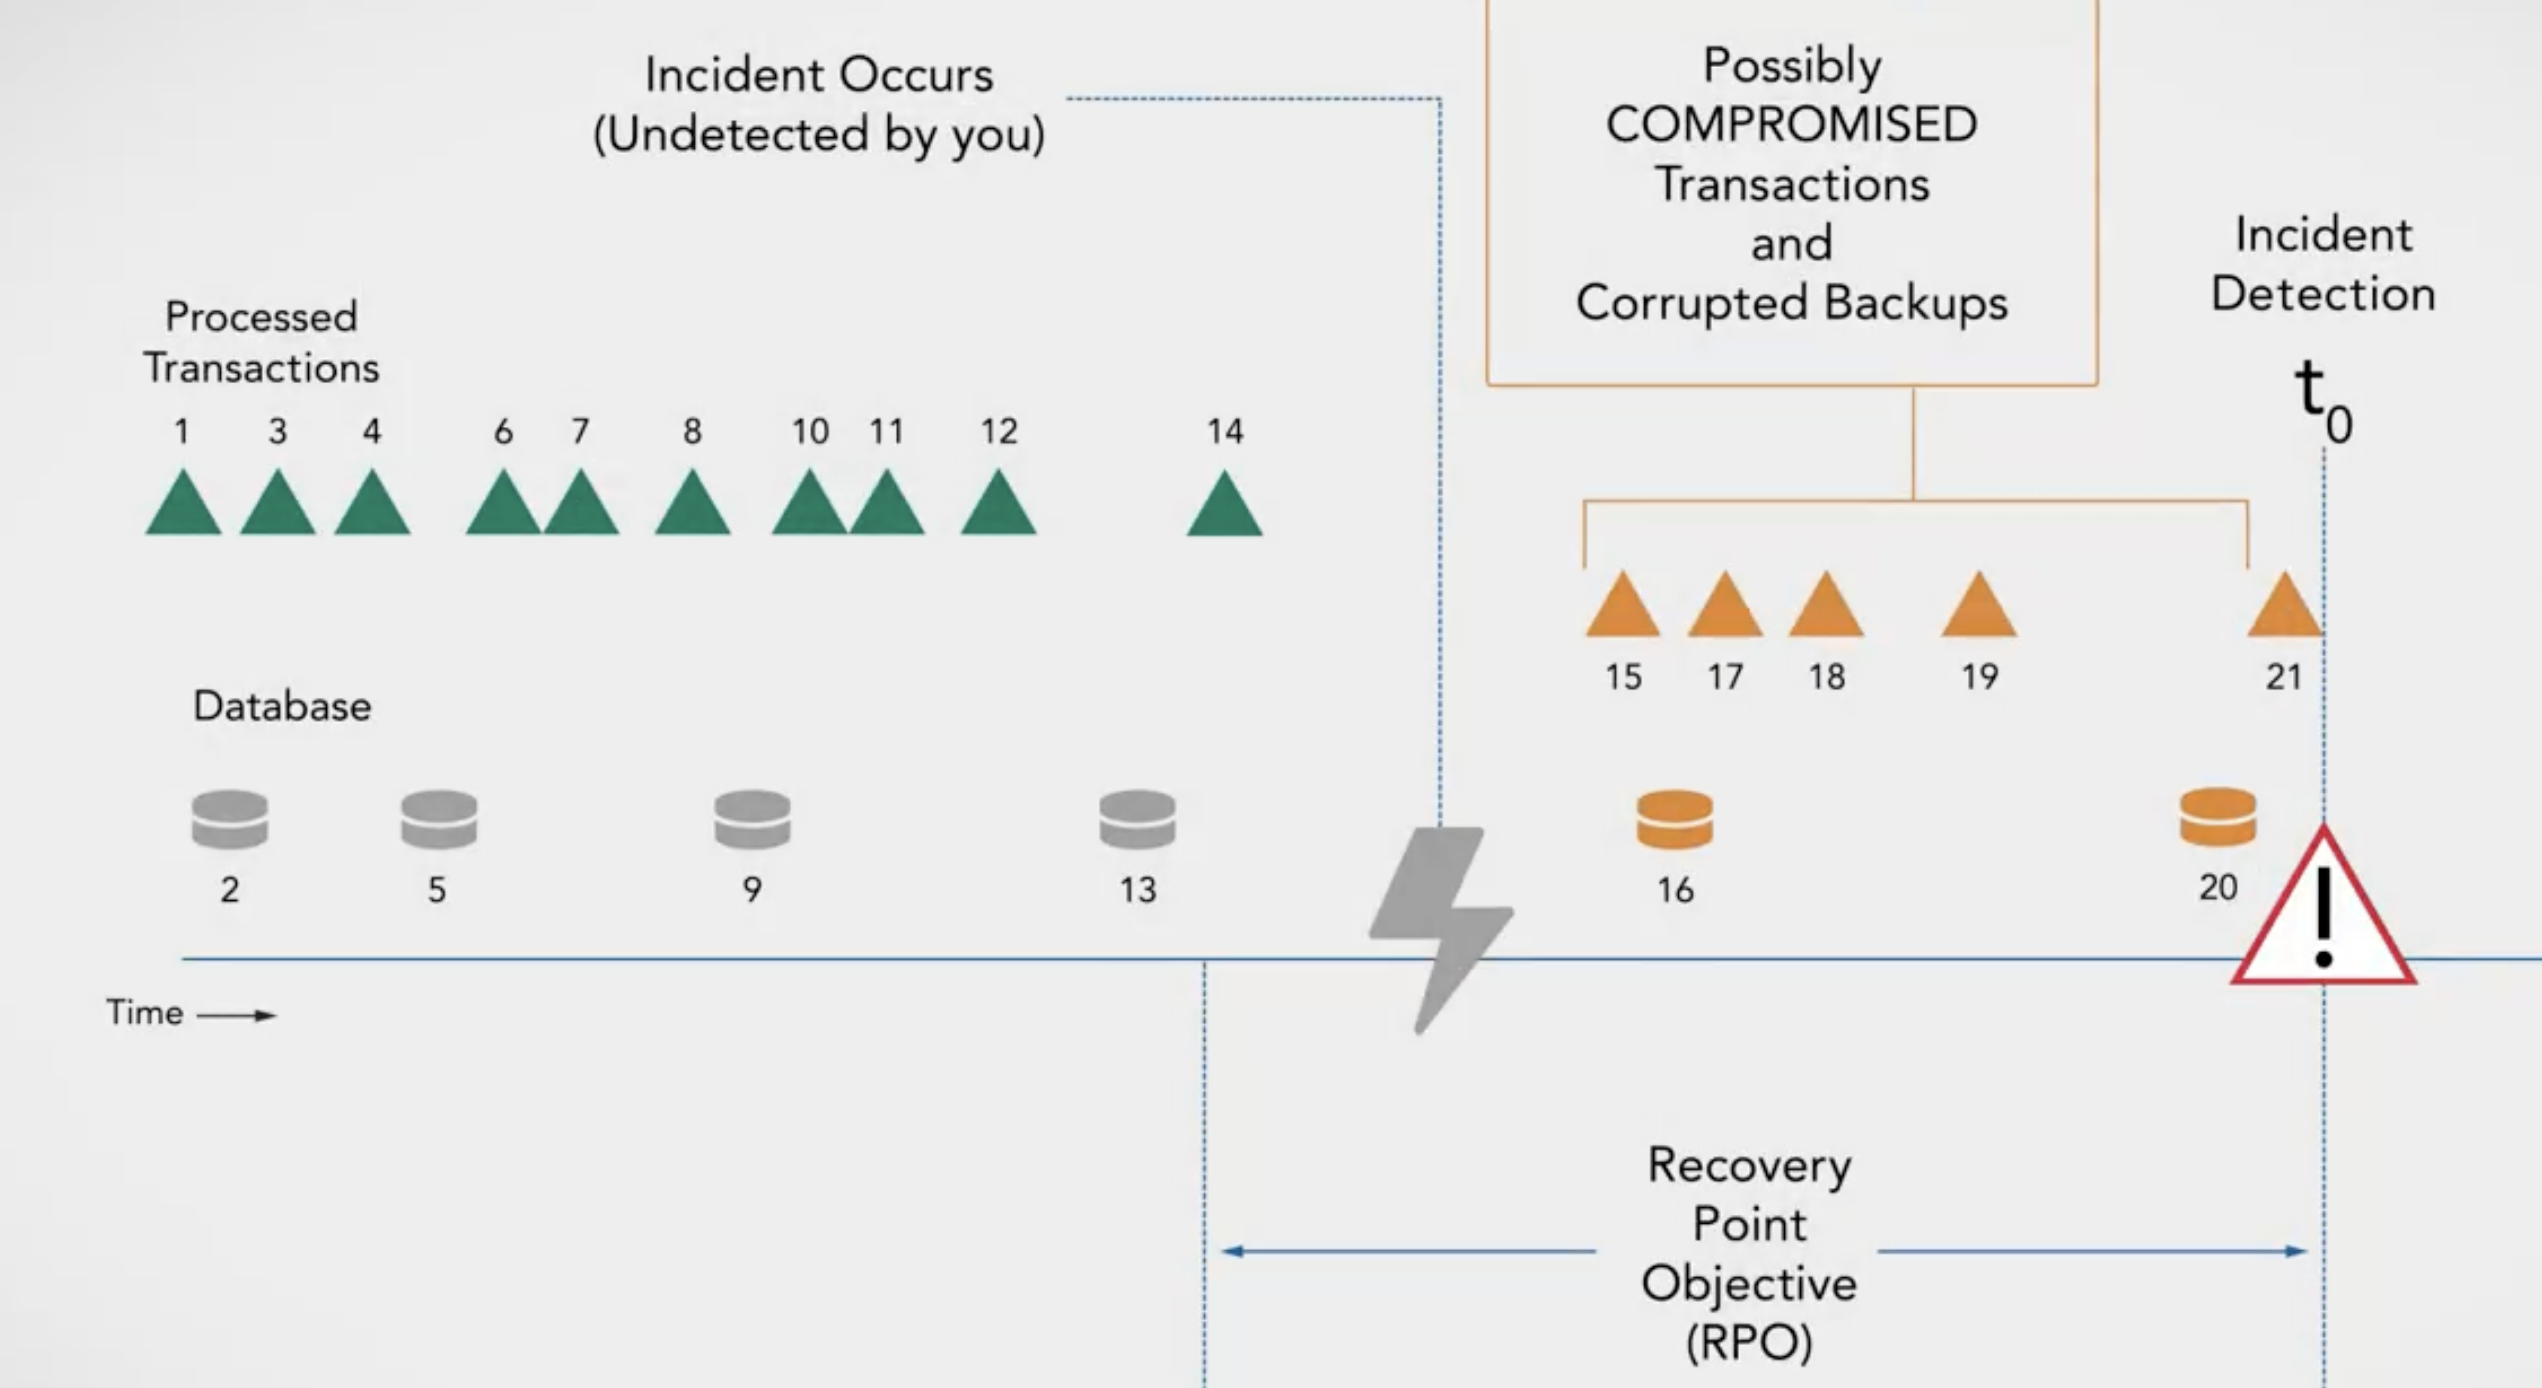 Incident Occurs
(Undetected by you)
Possibly
COMPROMISED
Transactions
and
Corrupted Backups
Incident
Detection
t0
Processed
Transactions
1 3 4 6 7 8 10 11 12 14
15 17 18 19 21
Database
2 5 9 13 16 20
!
Time
Recovery
Point
Objective
(RPO)